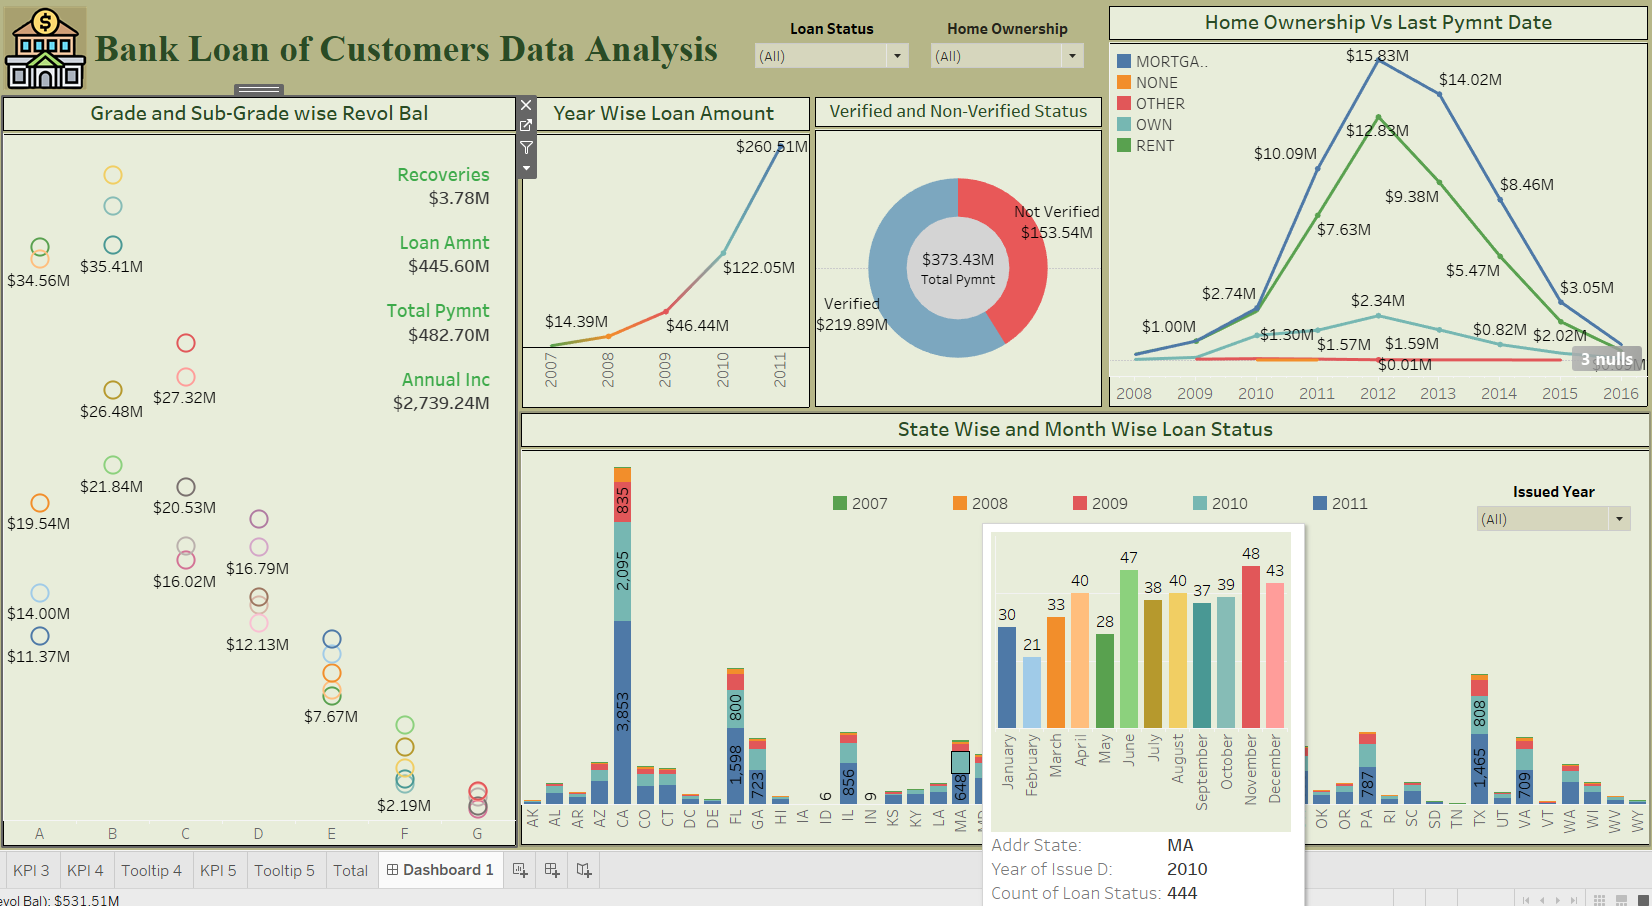 Bank Loan of Customers Data Analysis
Loan Status
(All)
Home Ownership
(All)
Grade and Sub-Grade wise Revol Bal
Recoveries
$3.78M
Loan Amnt
$445.60M
Total Pymnt
$482.70M
Annual Inc
$2,739.24M
$34.56M
$35.41M
$27.32M
$26.48M
$21.84M
$20.53M
$19.54M
$16.02M
$16.79M
$14.00M
$12.13M
$11.37M
$7.67M
$2.19M
A B C D E F G
Year Wise Loan Amount
$260.51M
$122.05M
$14.39M
$46.44M
2007 2008 2009 2010 2011
Verified and Non-Verified Status
Not Verified
$153.54M
$373.43M
Total Pymnt
Verified
$219.89M
Home Ownership Vs Last Pymnt Date
MORTGA..
NONE
OTHER
OWN
RENT
$15.83M
$14.02M
$12.83M
$10.09M
$8.46M
$9.38M
$7.63M
$5.47M
$2.74M
$2.34M
$3.05M
$1.00M
$1.30M
$1.57M
$1.59M
$0.82M
$2.02M
$0.01M
3 nulls
2008 2009 2010 2011 2012 2013 2014 2015 2016
State Wise and Month Wise Loan Status
2007 2008 2009 2010 2011
Issued Year
(All)
835
2,095
3,853
800
1,598
723
6
856
9
648
787
808
1,465
709
AK AL AR AZ CA CO CT DC DE FL GA HI IA ID IL IN KS KY LA MA
OK OR PA RI SC SD TN TX UT VA VT WA WI WV WY
30 21 33 40 28 47 38 40 37 39 48 43
January February March April May June July August September October November December
Addr State: MA
Year of Issue D: 2010
Count of Loan Status: 444
KPI 3 KPI 4 Tooltip 4 KPI 5 Tooltip 5 Total Dashboard 1
Bal): $531.51M